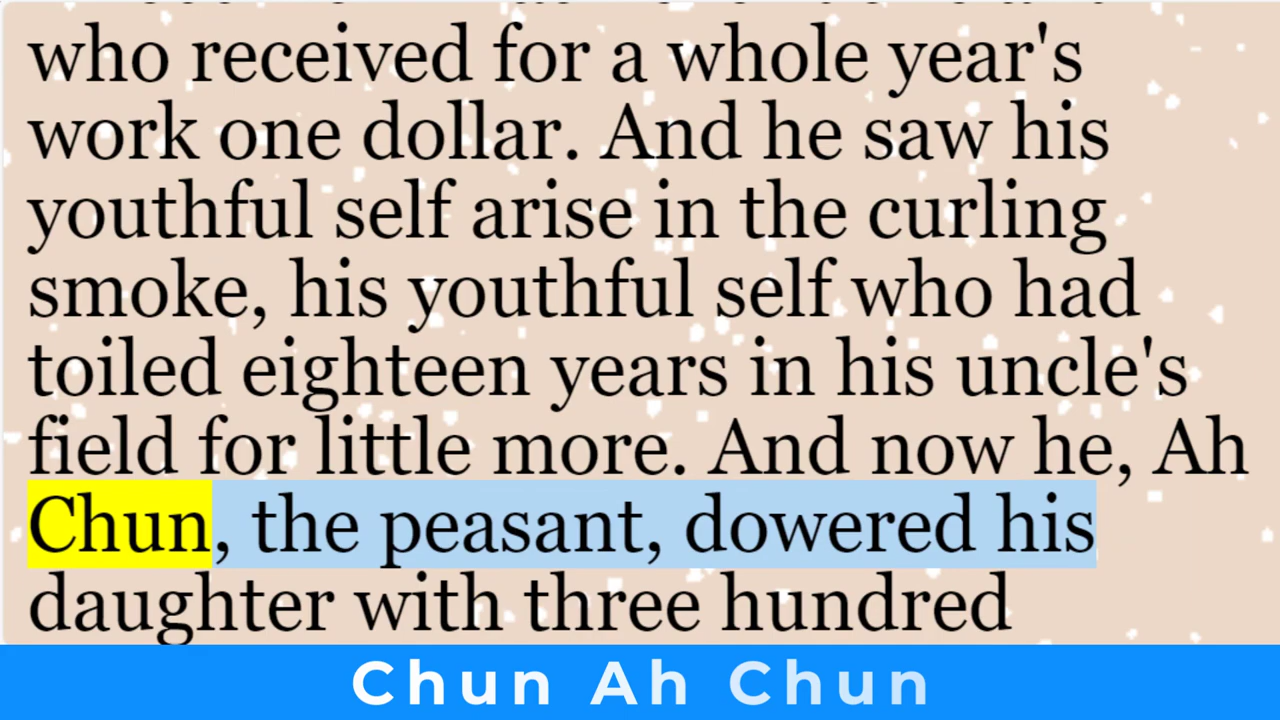 who received for a whole year's
work one dollar. And he saw his
youthful self arise in the curling
smoke, his youthful self who had
toiled eighteen years in his uncle's
field for little more. And now he, Ah
Chun, the peasant, dowered his
daughter with three hundred
Chun Ah Chun